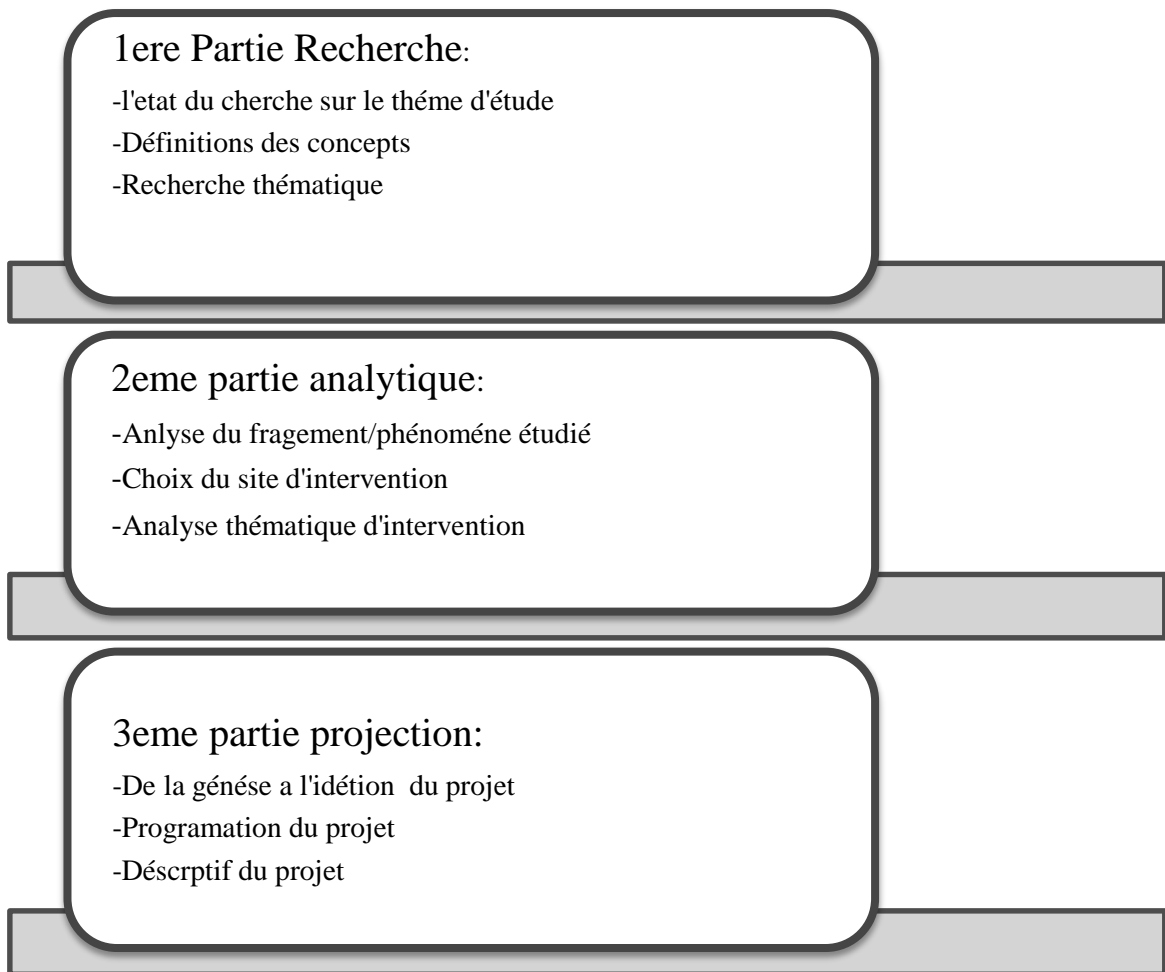 1ere Partie Recherche:
-l'etat du cherche sur le théme d'étude
-Définitions des concepts
-Recherche thématique
2eme partie analytique:
-Anlyse du fragement/phénoméne étudié
-Choix du site d'intervention
-Analyse thématique d'intervention
3eme partie projection:
-De la génése a l'idétion du projet
-Programation du projet
-Déscrptif du projet